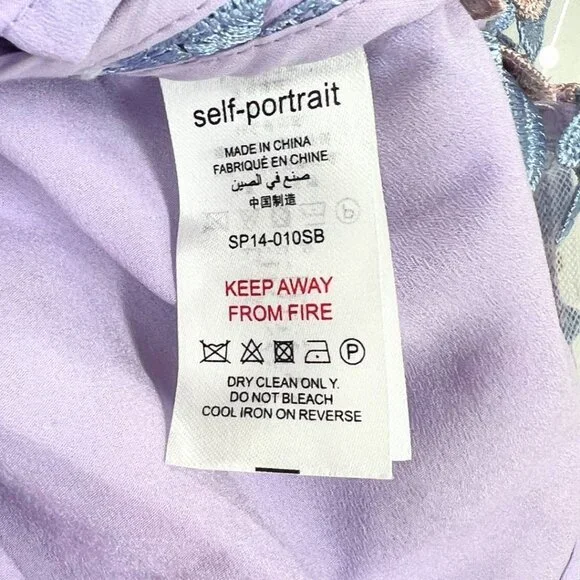 self-portrait
MADE IN CHINA
FABRIQUÉ EN CHINE
صنع في الصين
中国制造
SP14-010SB
KEEP AWAY
FROM FIRE
P
DRY CLEAN ONLY.
DO NOT BLEACH
COOL IRON ON REVERSE